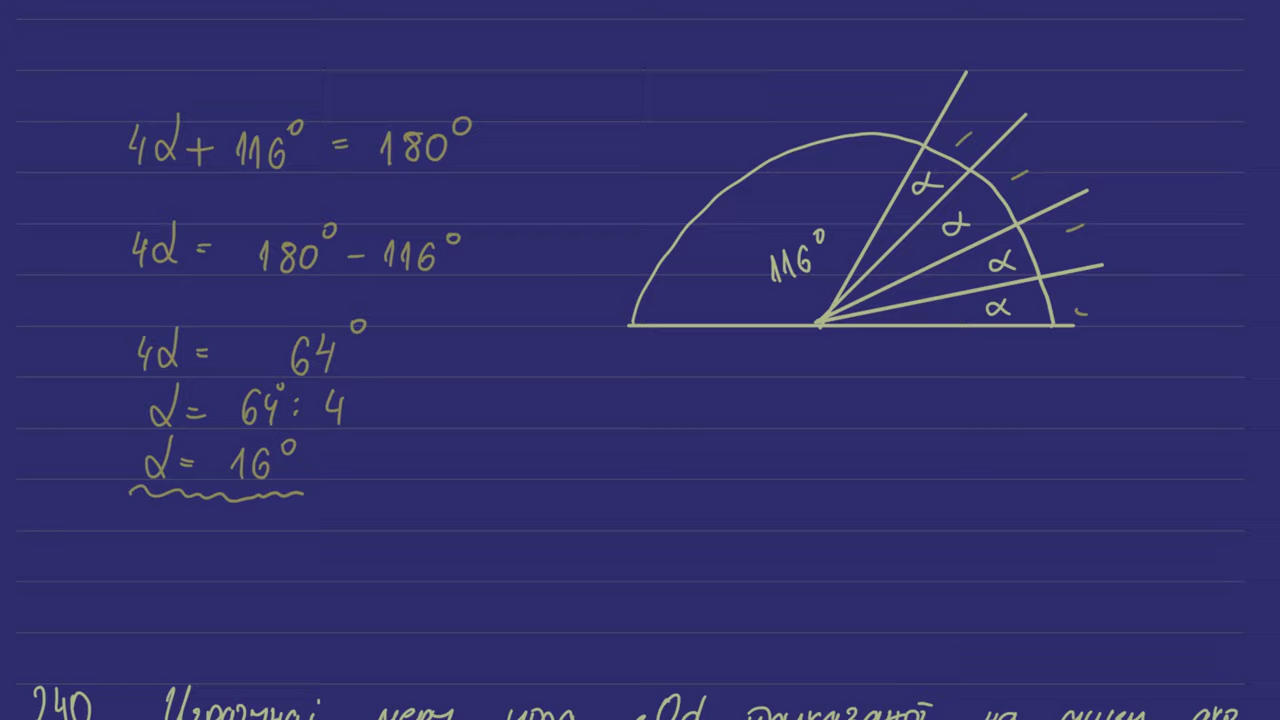 4α + 116° = 180°
4α = 180° - 116°
4α = 64°
α = 64° : 4
α = 16°
α
α
116°
α
α
240